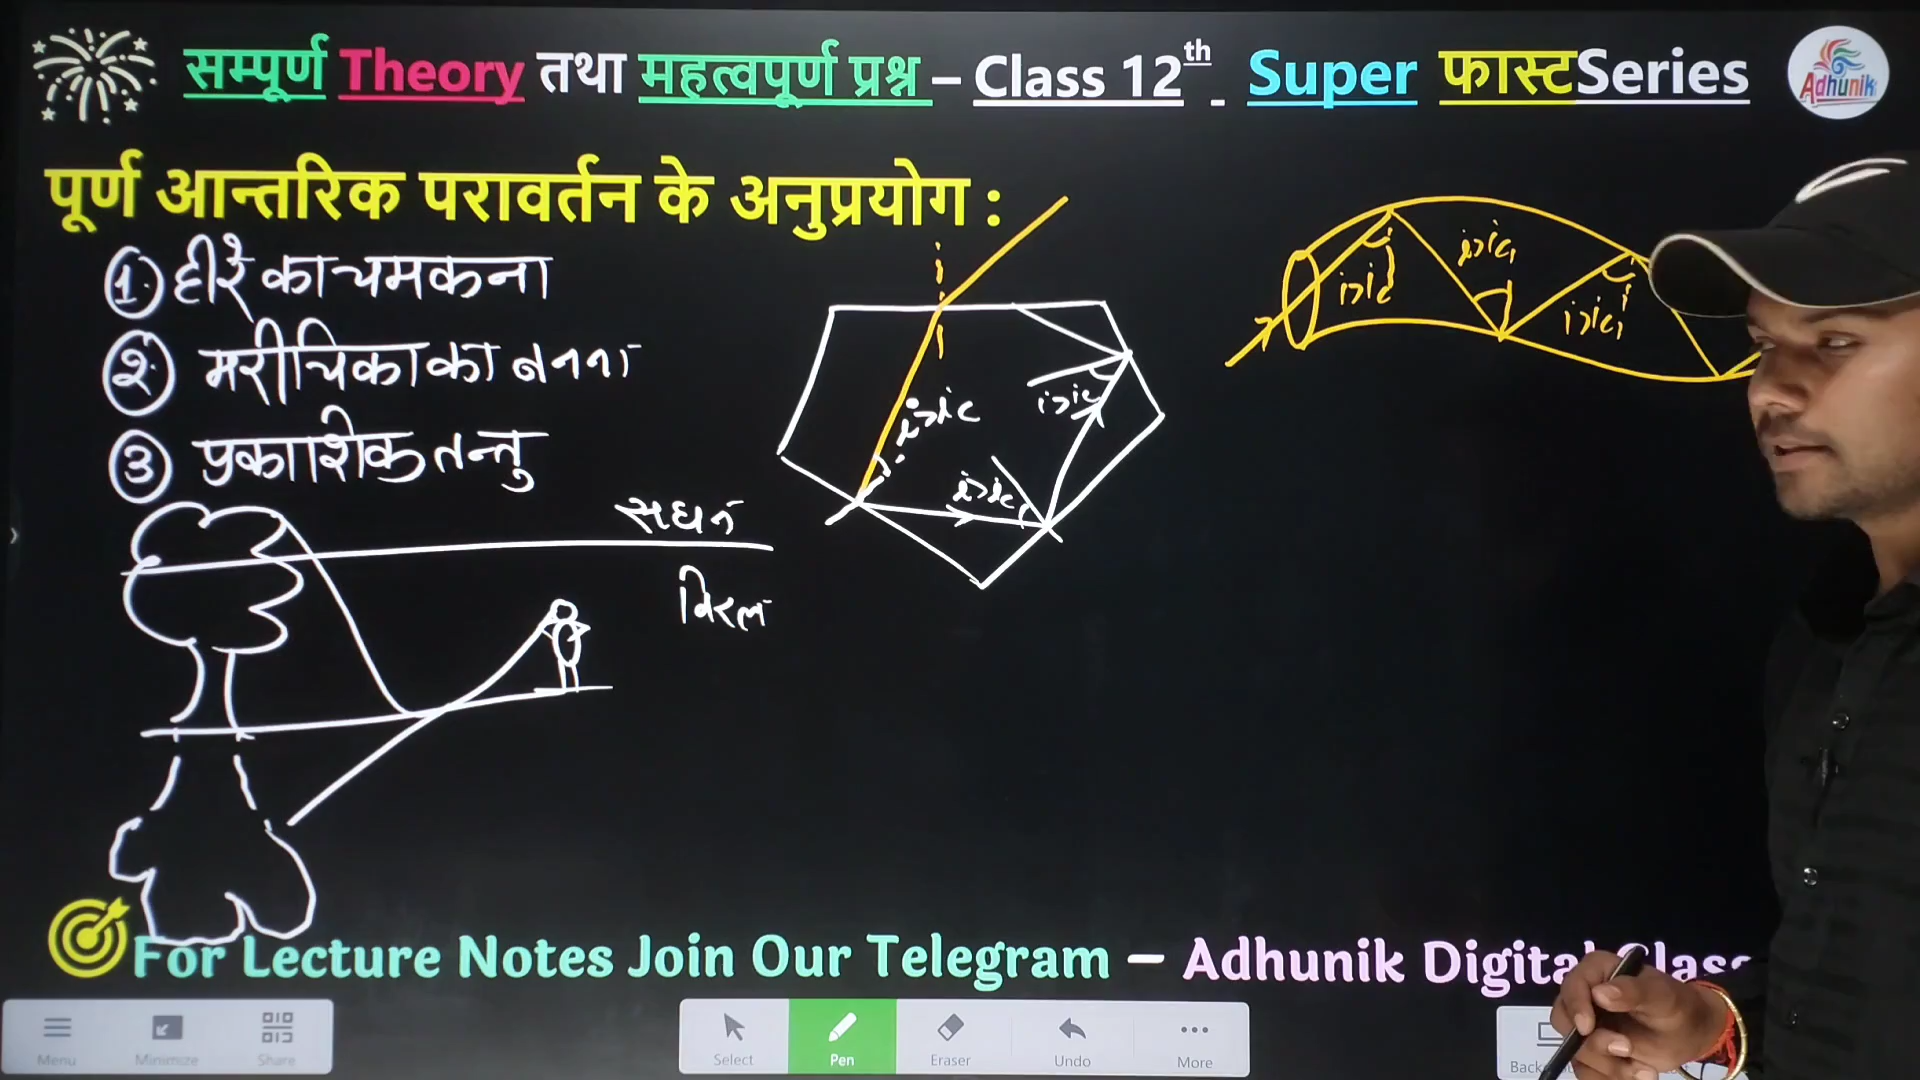 सम्पूर्ण Theory तथा महत्वपूर्ण प्रश्न – Class 12th - Super फास्टSeries
Adhunik
पूर्ण आन्तरिक परावर्तन के अनुप्रयोग :
① हीरे का चमकना
② मरीचिका का बनना
③ प्रकाशिक तन्तु
i
i>ic
i>ic
i>ic
i>ic
i>ic
i>ic
सघन
विरल
For Lecture Notes Join Our Telegram – Adhunik Digital
Menu
Minimize
Share
Select
Pen
Eraser
Undo
More